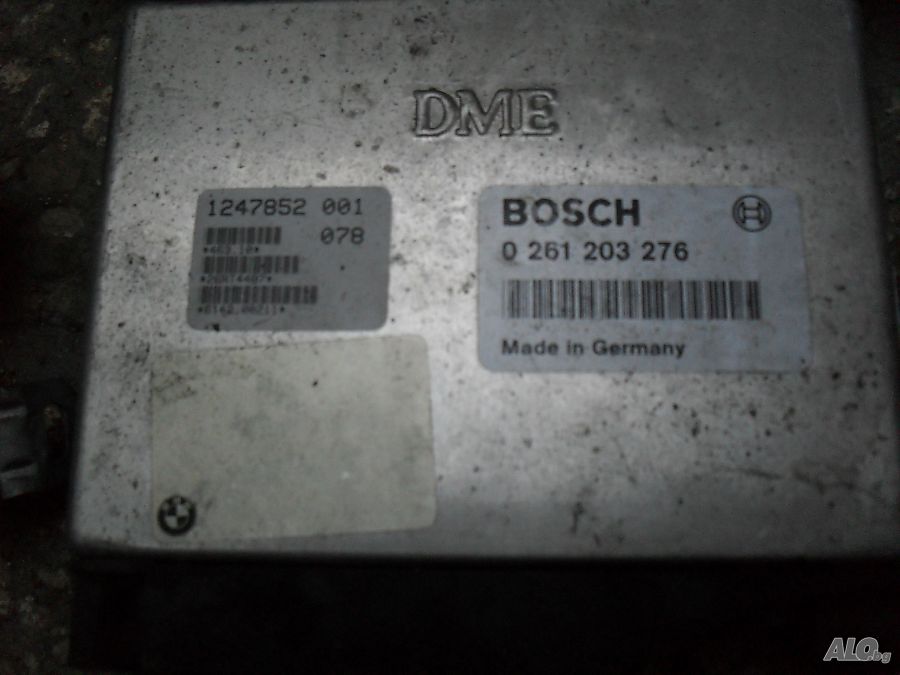 DME
1247852 001
078
BOSCH
0 261 203 276
Made in Germany
ALO.bg